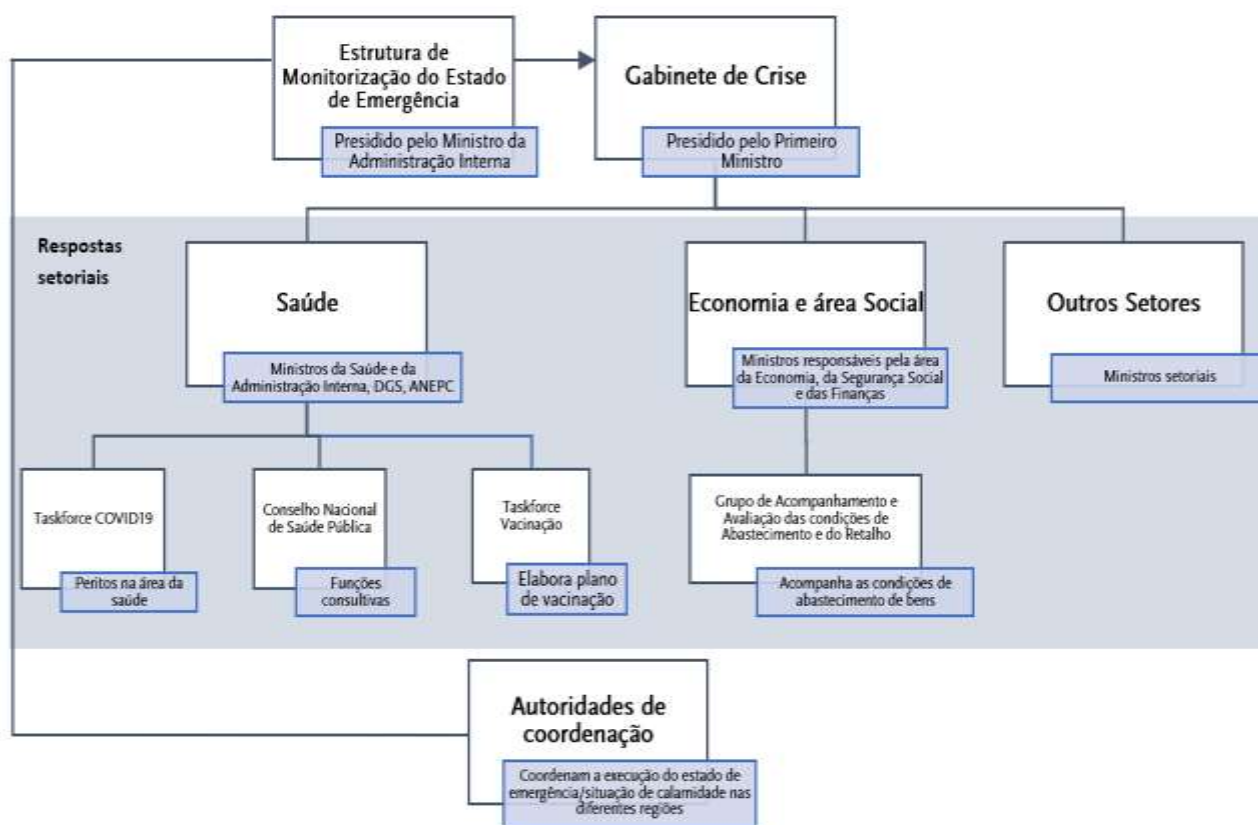 Estrutura de
Monitorização do Estado
de Emergência
Presidido pelo Ministro da
Administração Interna
Gabinete de Crise
Presidido pelo Primeiro
Ministro
Respostas
setoriais
Saúde
Ministros da Saúde e da
Administração Interna, DGS, ANEPC
Economia e área Social
Ministros responsáveis pela área
da Economia, da Segurança Social
e das Finanças
Outros Setores
Ministros setoriais
Taskforce COVID19
Peritos na área da
saúde
Conselho Nacional
de Saúde Pública
Funções
consultivas
Taskforce
Vacinação
Elabora plano
de vacinação
Grupo de Acompanhamento e
Avaliação das condições de
Abastecimento e do Retalho
Acompanha as condições de
abastecimento de bens
Autoridades de
coordenação
Coordenam a execução do estado de
emergência/situação de calamidade nas
diferentes regiões